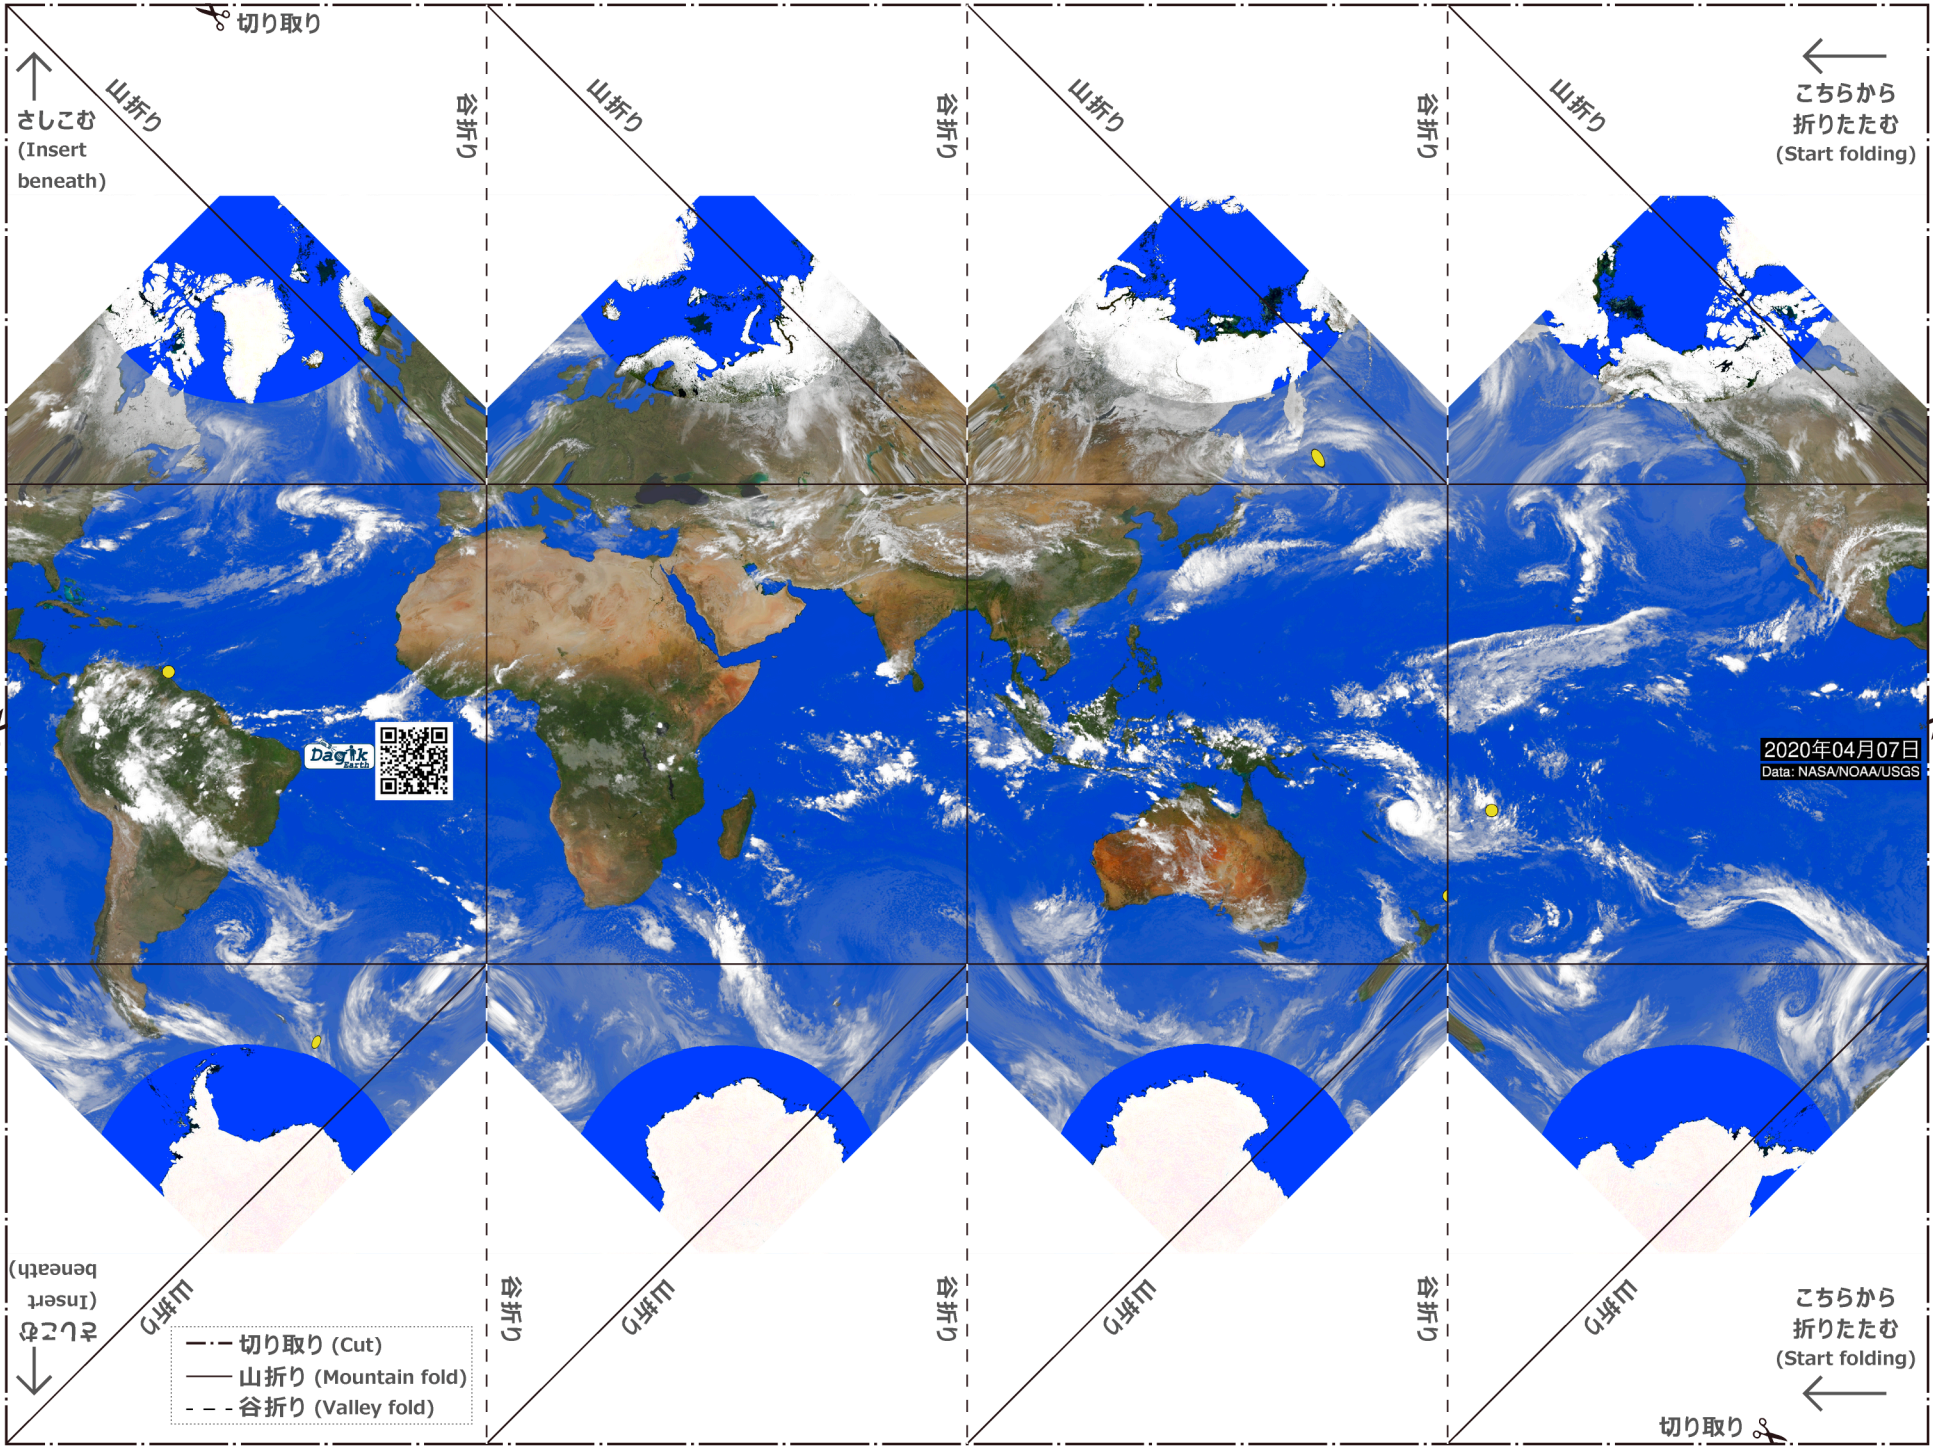 切り取り
山折り
谷折り
山折り
谷折り
山折り
谷折り
山折り
こちらから
折りたたむ
(Start folding)
さしこむ
(Insert
beneath)
Dagik
Earth
2020年04月07日
Data: NASA/NOAA/USGS
さしこむ
(Insert
beneath)
山折り
谷折り
山折り
谷折り
山折り
谷折り
山折り
こちらから
折りたたむ
(Start folding)
切り取り (Cut)
山折り (Mountain fold)
谷折り (Valley fold)
切り取り